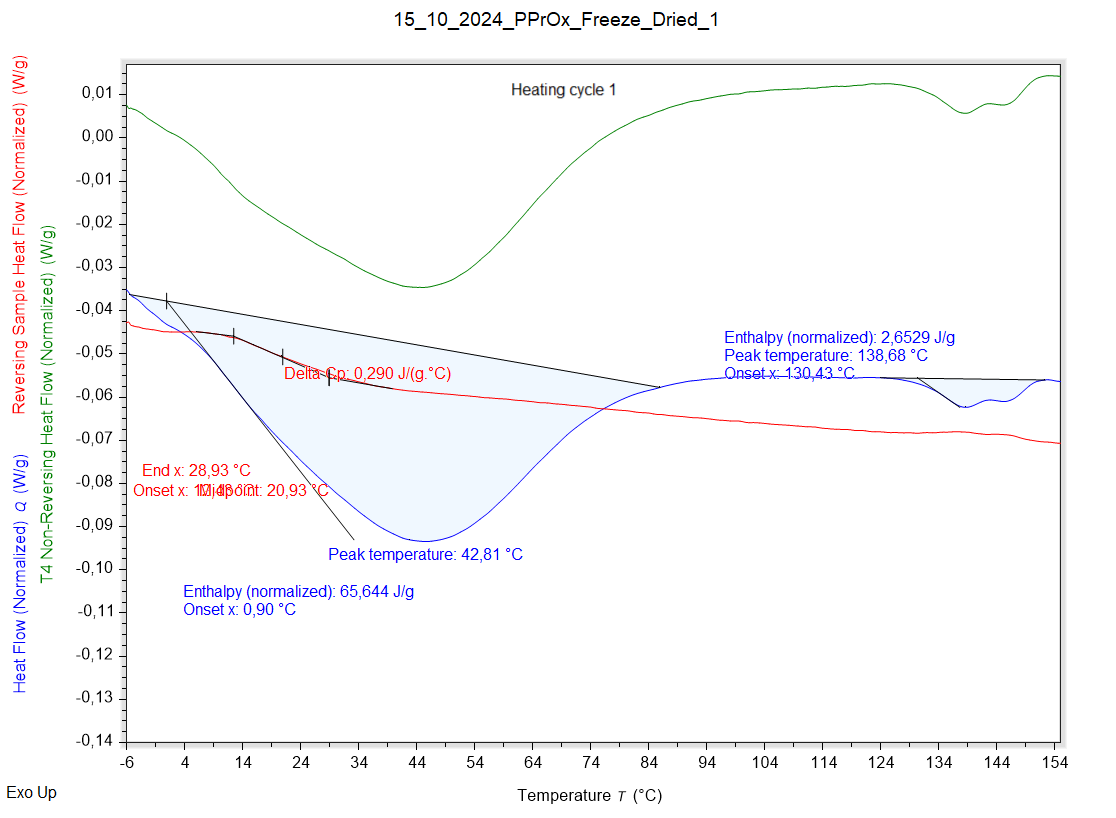 15_10_2024_PPrOx_Freeze_Dried_1
Heating cycle 1
Reversing Sample Heat Flow (Normalized) (W/g)
T4 Non-Reversing Heat Flow (Normalized) (W/g)
Heat Flow (Normalized) Q (W/g)
0,01
0,00
-0,01
-0,02
-0,03
-0,04
-0,05
-0,06
-0,07
-0,08
-0,09
-0,10
-0,11
-0,12
-0,13
-0,14
Enthalpy (normalized): 2,6529 J/g
Peak temperature: 138,68 °C
Onset x: 130,43 °C
Delta Cp: 0,290 J/(g.°C)
End x: 28,93 °C
Onset x:
Midpoint: 20,93 °C
Peak temperature: 42,81 °C
Enthalpy (normalized): 65,644 J/g
Onset x: 0,90 °C
-6 4 14 24 34 44 54 64 74 84 94 104 114 124 134 144 154
Exo Up
Temperature T (°C)